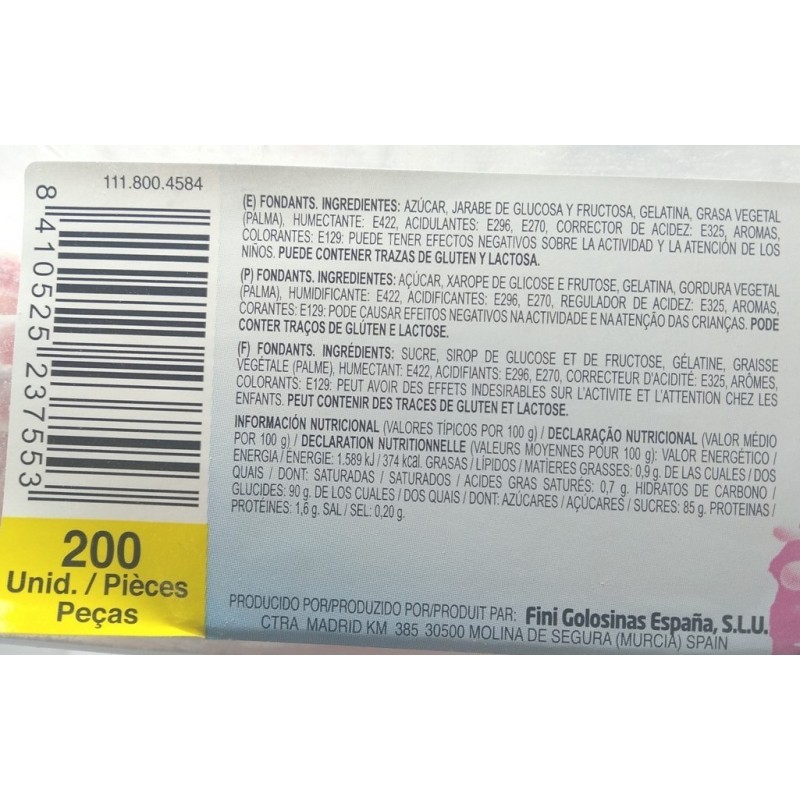 111.800.4584
8 410525 237553
200
Unid. / Pièces
Peças
(E) FONDANTS. INGREDIENTES: AZÚCAR, JARABE DE GLUCOSA Y FRUCTOSA, GELATINA, GRASA VEGETAL
(PALMA), HUMECTANTE: E422, ACIDULANTES: E296, E270, CORRECTOR DE ACIDEZ: E325, AROMAS,
COLORANTES: E129: PUEDE TENER EFECTOS NEGATIVOS SOBRE LA ACTIVIDAD Y LA ATENCIÓN DE LOS
NIÑOS. PUEDE CONTENER TRAZAS DE GLUTEN Y LACTOSA.
(P) FONDANTS. INGREDIENTES: AÇÚCAR, XAROPE DE GLICOSE E FRUTOSE, GELATINA, GORDURA VEGETAL
(PALMA), HUMIDIFICANTE: E422, ACIDIFICANTES: E296, E270, REGULADOR DE ACIDEZ: E325, AROMAS,
CORANTES: E129: PODE CAUSAR EFEITOS NEGATIVOS NA ACTIVIDADE E NA ATENÇÃO DAS CRIANÇAS. PODE
CONTER TRAÇOS DE GLÚTEN E LACTOSE.
(F) FONDANTS. INGRÉDIENTS: SUCRE, SIROP DE GLUCOSE ET DE FRUCTOSE, GÉLATINE, GRAISSE
VEGÉTALE (PALME), HUMECTANT: E422, ACIDIFIANTS: E296, E270, CORRECTEUR D'ACIDITÉ: E325, ARÔMES,
COLORANTS: E129: PEUT AVOIR DES EFFETS INDESIRABLES SUR L'ACTIVITE ET L'ATTENTION CHEZ LES
ENFANTS. PEUT CONTENIR DES TRACES DE GLUTEN ET LACTOSE.
INFORMACIÓN NUTRICIONAL (VALORES TÍPICOS POR 100 g) / DECLARAÇÃO NUTRICIONAL (VALOR MÉDIO
POR 100 g) / DECLARATION NUTRITIONNELLE (VALEURS MOYENNES POUR 100 g): VALOR ENERGÉTICO /
ENERGIA / ENERGIE: 1.589 kJ / 374 kcal. GRASAS / LÍPIDOS / MATIÈRES GRASSES: 0,9 g. DE LAS CUALES / DOS
QUAIS / DONT: SATURADAS / SATURADOS / ACIDES GRAS SATURÉS: 0,7 g. HIDRATOS DE CARBONO /
GLUCIDES: 90 g. DE LOS CUALES / DOS QUAIS / DONT: AZÚCARES / AÇÚCARES / SUCRES: 85 g. PROTEINAS /
PROTÉINES: 1,6 g. SAL / SEL: 0,20 g.
PRODUCIDO POR/PRODUZIDO POR/PRODUIT PAR: Fini Golosinas España, S.L.U.
CTRA MADRID KM 385 30500 MOLINA DE SEGURA (MURCIA) SPAIN